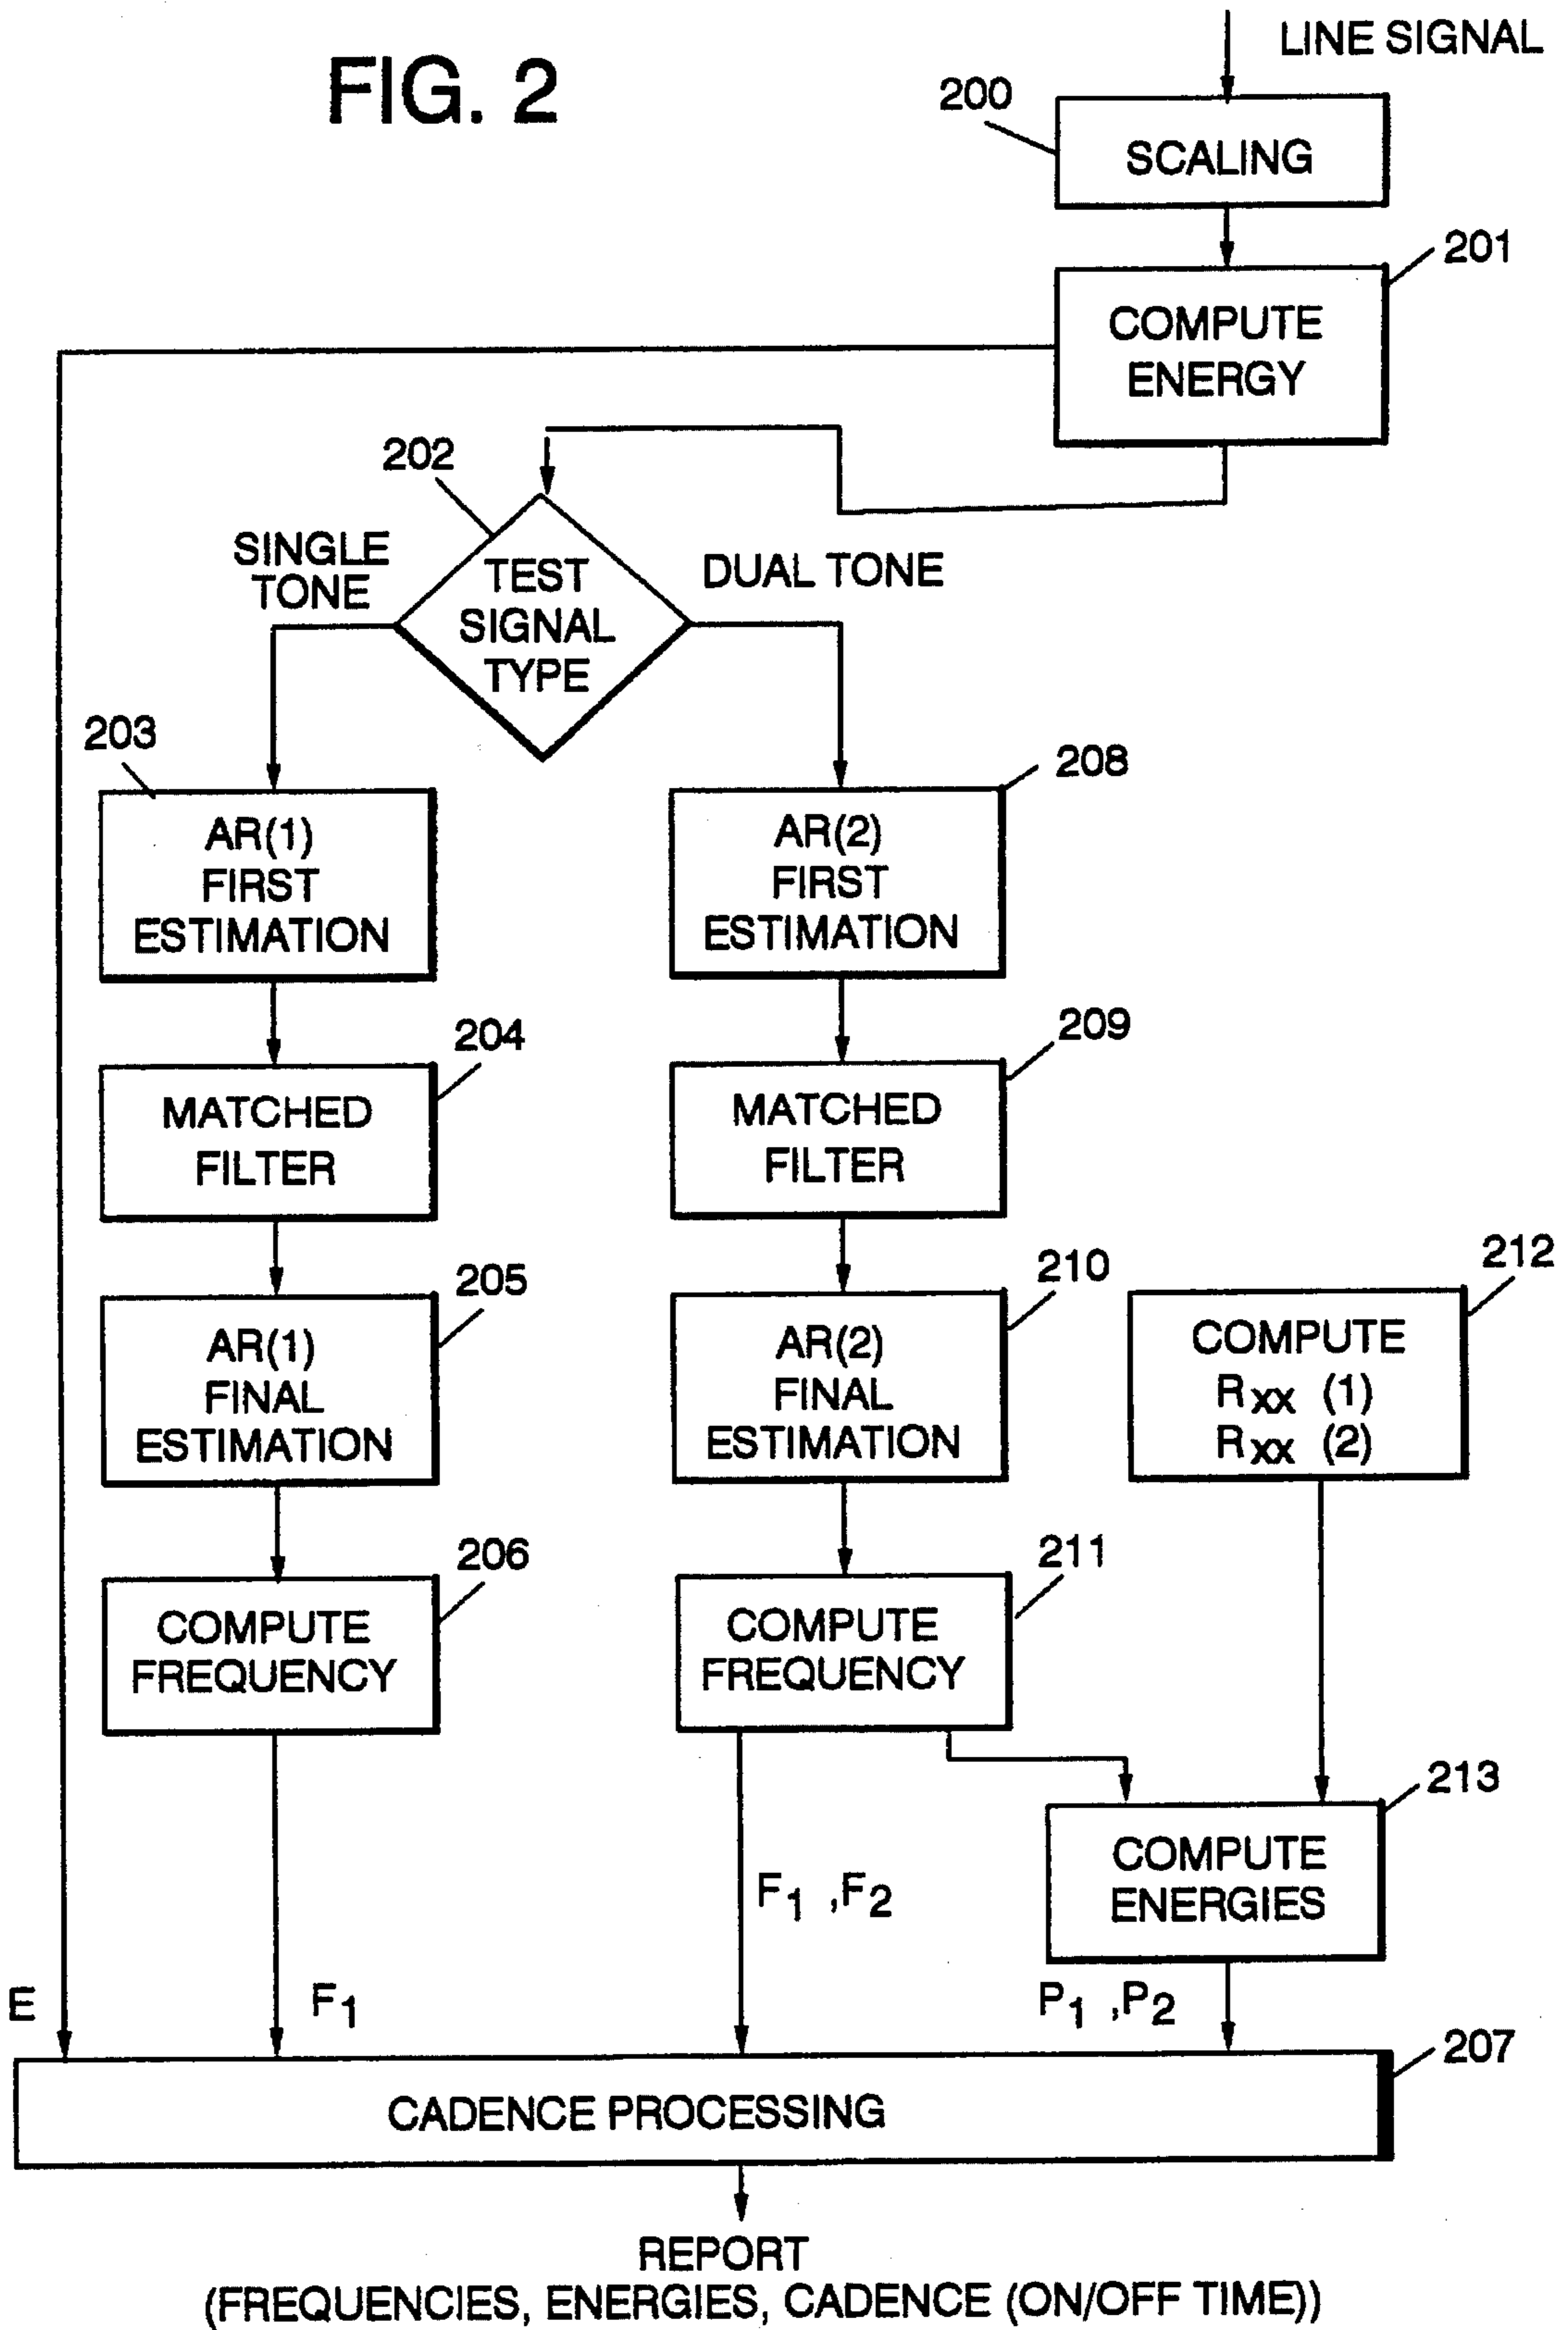 FIG. 2
LINE SIGNAL
200
SCALING
201
COMPUTE
ENERGY
202
SINGLE
TONE
TEST
SIGNAL
TYPE
DUAL TONE
203
AR(1)
FIRST
ESTIMATION
208
AR(2)
FIRST
ESTIMATION
204
MATCHED
FILTER
209
MATCHED
FILTER
205
AR(1)
FINAL
ESTIMATION
210
AR(2)
FINAL
ESTIMATION
212
COMPUTE
RXX (1)
RXX (2)
206
COMPUTE
FREQUENCY
211
COMPUTE
FREQUENCY
213
COMPUTE
ENERGIES
E
F1
F1 ,F2
P1 ,P2
207
CADENCE PROCESSING
REPORT
(FREQUENCIES, ENERGIES, CADENCE (ON/OFF TIME))